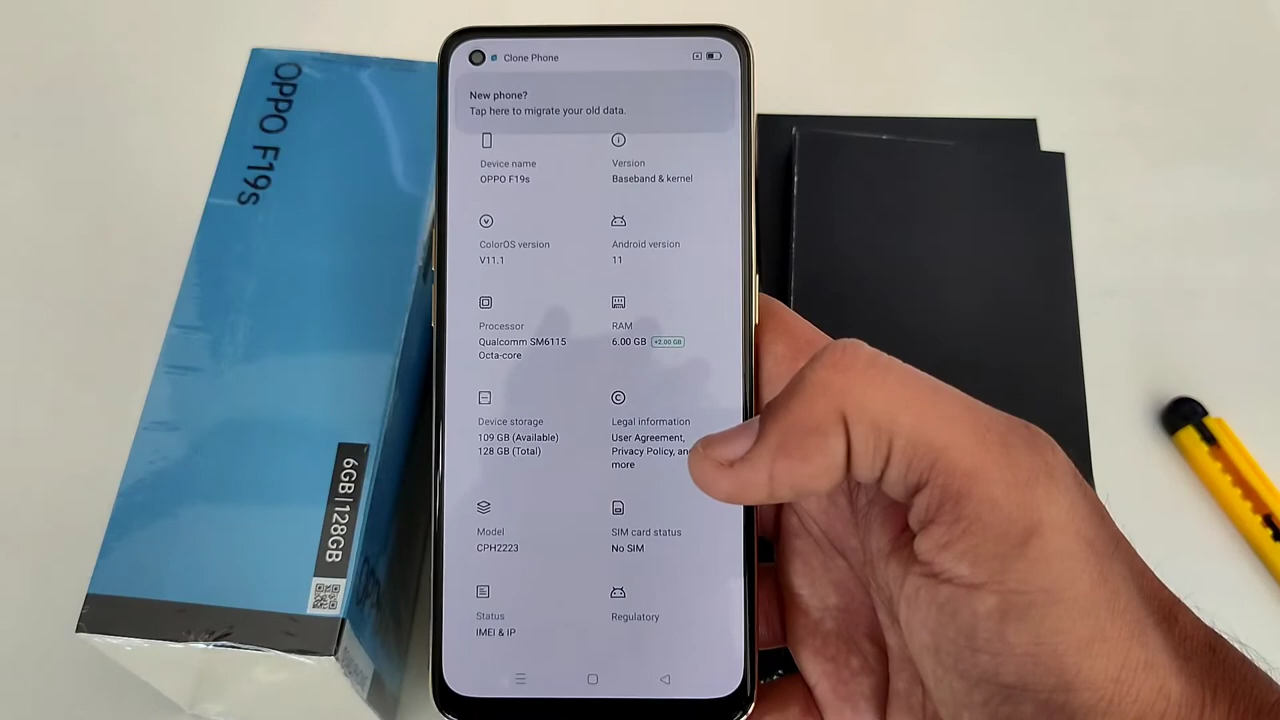 OPPO F19s
6GB|128GB
Clone Phone
New phone?
Tap here to migrate your old data.
Device name
OPPO F19s
Version
Baseband & kernel
ColorOS version
V11.1
Android version
11
Processor
Qualcomm SM6115
Octa-core
RAM
6.00 GB +2.00 GB
Device storage
109 GB (Available)
128 GB (Total)
Legal information
User Agreement,
Privacy Policy, and
more
Model
CPH2223
SIM card status
No SIM
Status
IMEI & IP
Regulatory